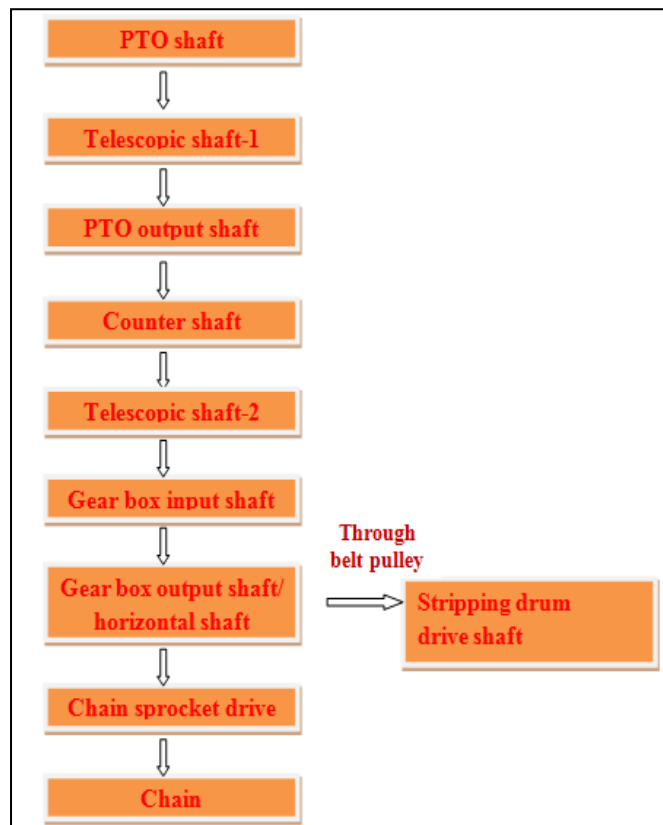 PTO shaft
Telescopic shaft-1
PTO output shaft
Counter shaft
Telescopic shaft-2
Gear box input shaft
Gear box output shaft/
horizontal shaft
Through
belt pulley
Stripping drum
drive shaft
Chain sprocket drive
Chain